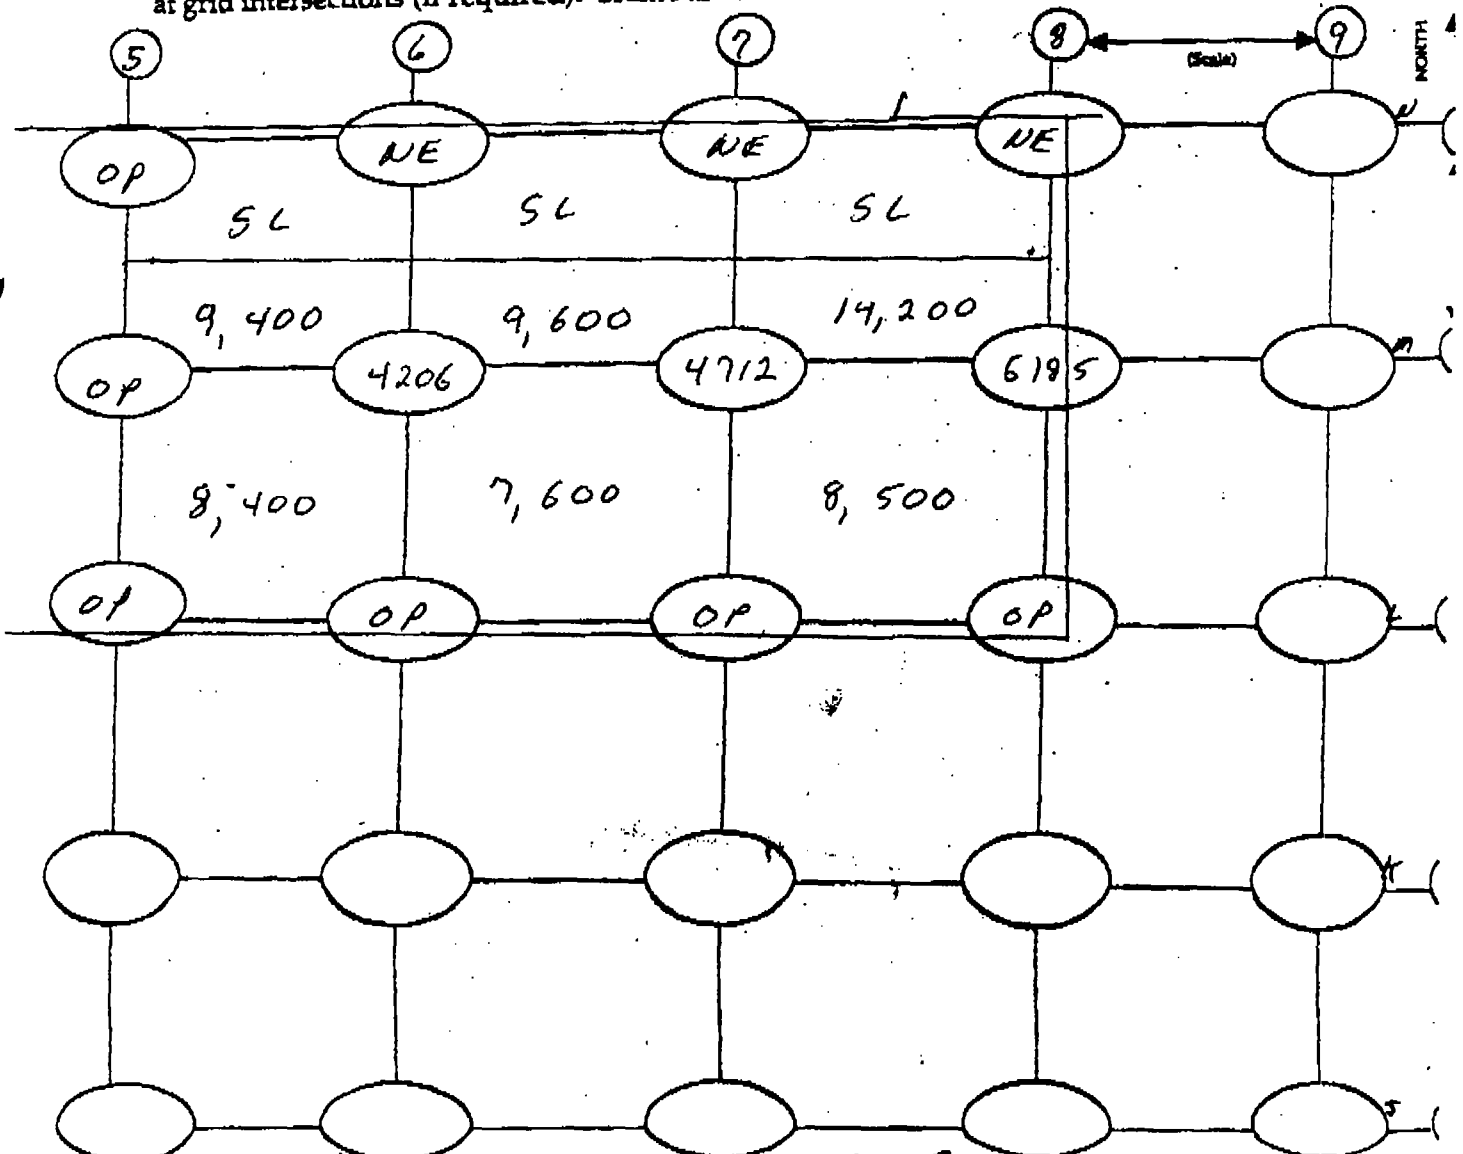 at grid intersections (if required).
5 6 7 8 9
(Scale)
NORTH
OP NE NE NE N
SL SL SL
9,400 9,600 14,200
OP 4206 4712 6185 M
8,400 7,600 8,500
OP OP OP OP L
K
J